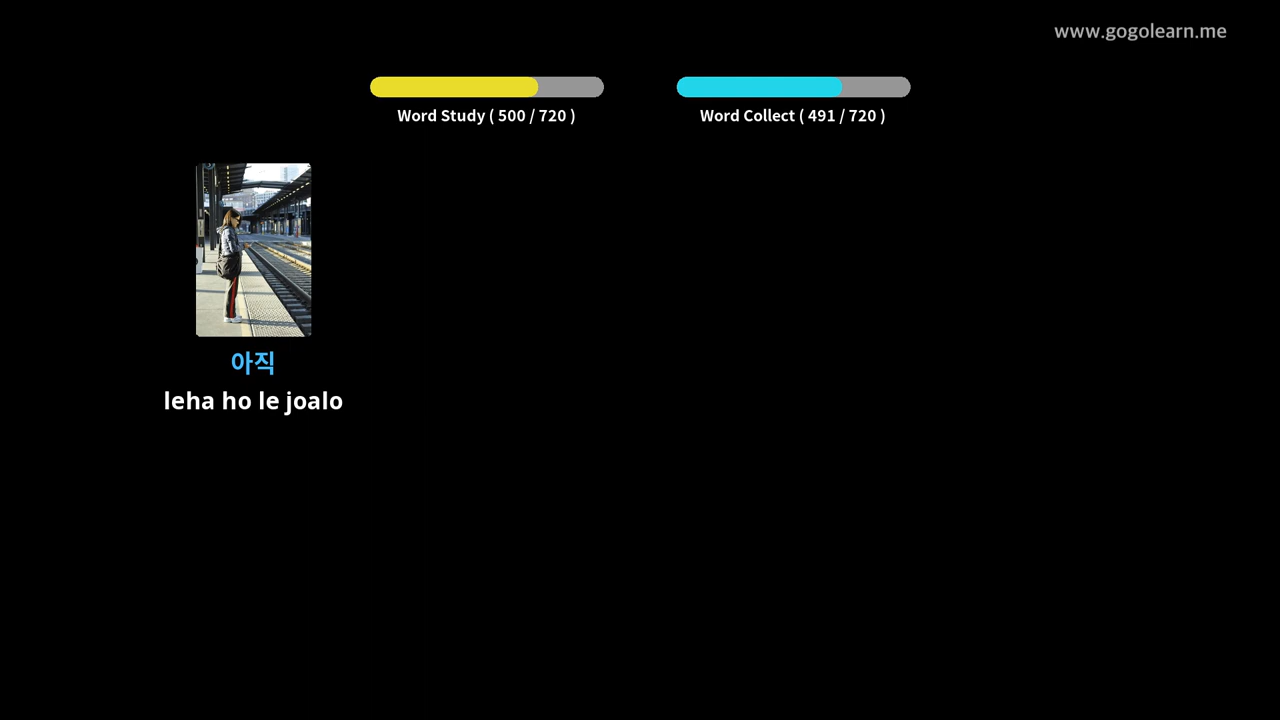 www.gogolearn.me
Word Study ( 500 / 720 )
Word Collect ( 491 / 720 )
아직
leha ho le joalo